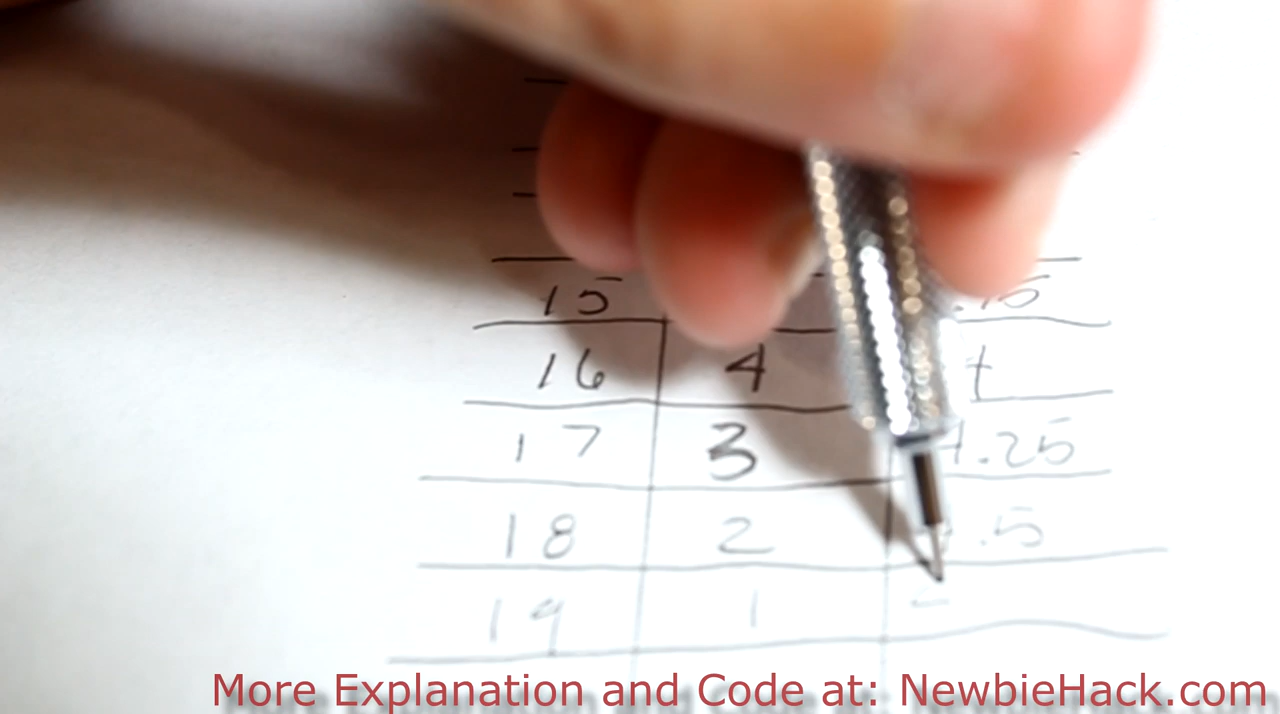 15 .15
16 4
17 3 4.25
18 2 .5
19 1
More Explanation and Code at: NewbieHack.com